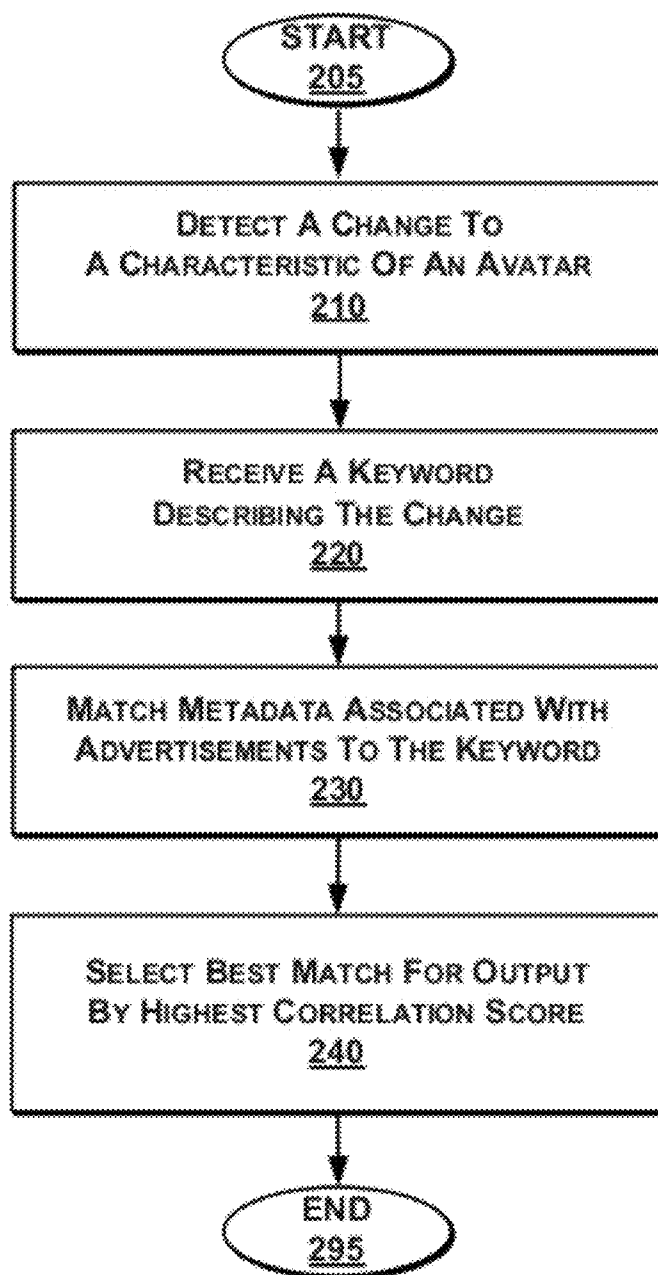 START
205
DETECT A CHANGE TO
A CHARACTERISTIC OF AN AVATAR
210
RECEIVE A KEYWORD
DESCRIBING THE CHANGE
220
MATCH METADATA ASSOCIATED WITH
ADVERTISEMENTS TO THE KEYWORD
230
SELECT BEST MATCH FOR OUTPUT
BY HIGHEST CORRELATION SCORE
240
END
295